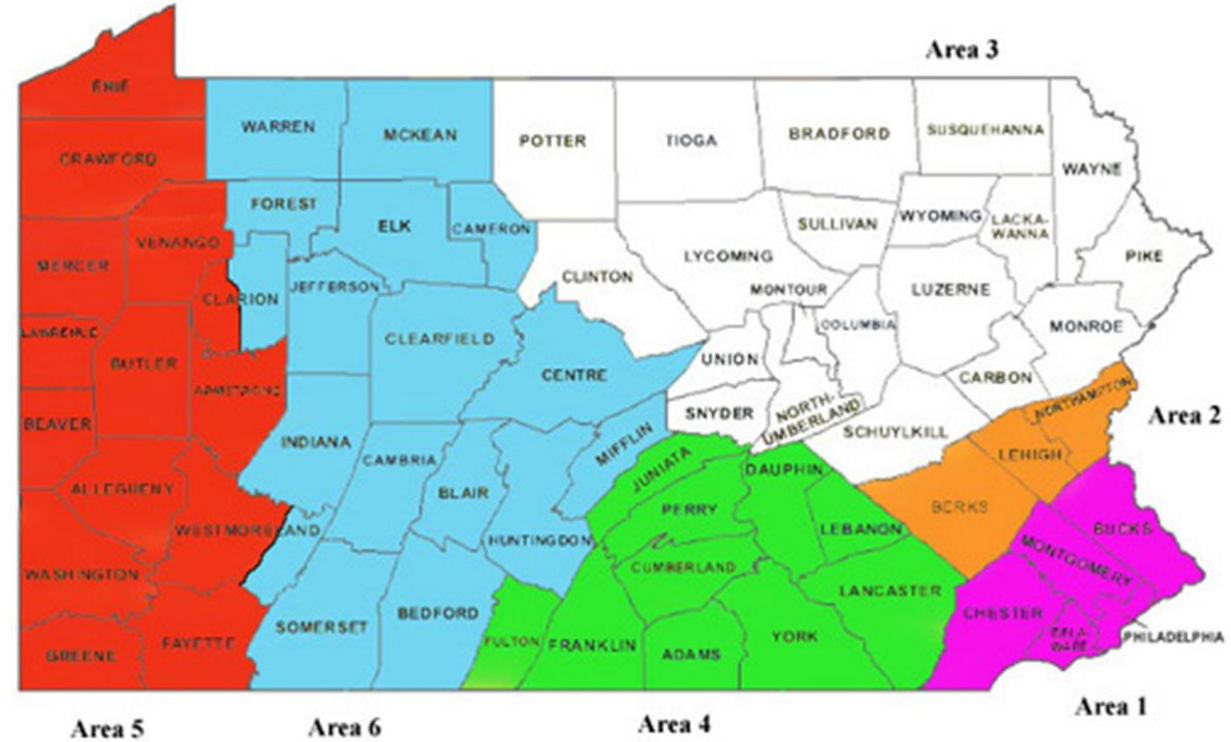 Area 3
ERIE
WARREN
MCKEAN
POTTER
TIOGA
BRADFORD
SUSQUEHANNA
WAYNE
CRAWFORD
FOREST
ELK
CAMERON
SULLIVAN
WYOMING
LACKA-
WANNA
VENANGO
MERCER
CLARION
JEFFERSON
CLINTON
LYCOMING
MONTOUR
LUZERNE
PIKE
LAWRENCE
BUTLER
CLEARFIELD
COLUMBIA
MONROE
UNION
CENTRE
CARBON
ARMSTRONG
NORTHAMPTON
BEAVER
SNYDER
NORTH-
UMBERLAND
SCHUYLKILL
Area 2
INDIANA
CAMBRIA
MIFFLIN
LEHIGH
ALLEGHENY
BLAIR
JUNIATA
DAUPHIN
PERRY
BERKS
WESTMORELAND
HUNTINGDON
LEBANON
BUCKS
WASHINGTON
CUMBERLAND
MONTGOMERY
LANCASTER
SOMERSET
BEDFORD
CHESTER
GREENE
FAYETTE
FULTON
FRANKLIN
ADAMS
YORK
DELA-
WARE
PHILADELPHIA
Area 5
Area 6
Area 4
Area 1